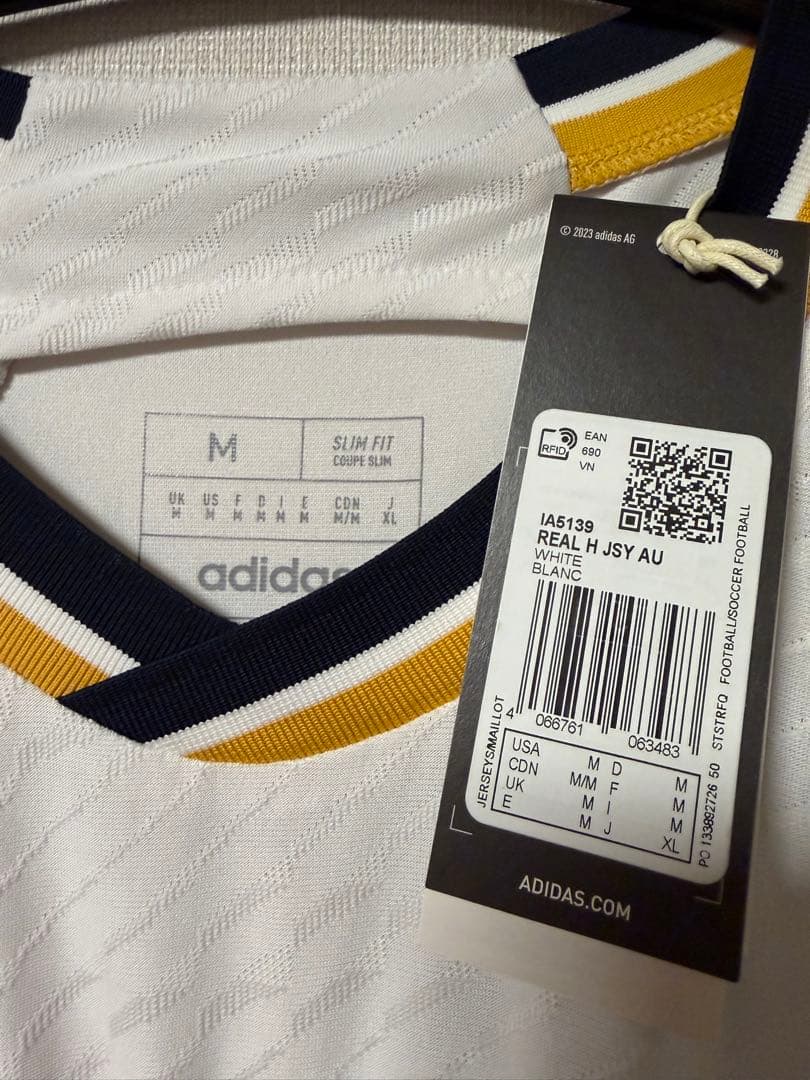 © 2023 adidas AG
M
SLIM FIT
COUPE SLIM
UK US F D I E CDN J
M M M M M M M/M XL
adidas
RFID
EAN
690
VN
IA5139
REAL H JSY AU
WHITE
BLANC
4 066761 063483
USA M D M
CDN M/M F M
UK M I M
E M J XL
JERSEYS/MAILLOT
PO 133892726 50 STSTRFQ FOOTBALL/SOCCER FOOTBALL
ADIDAS.COM